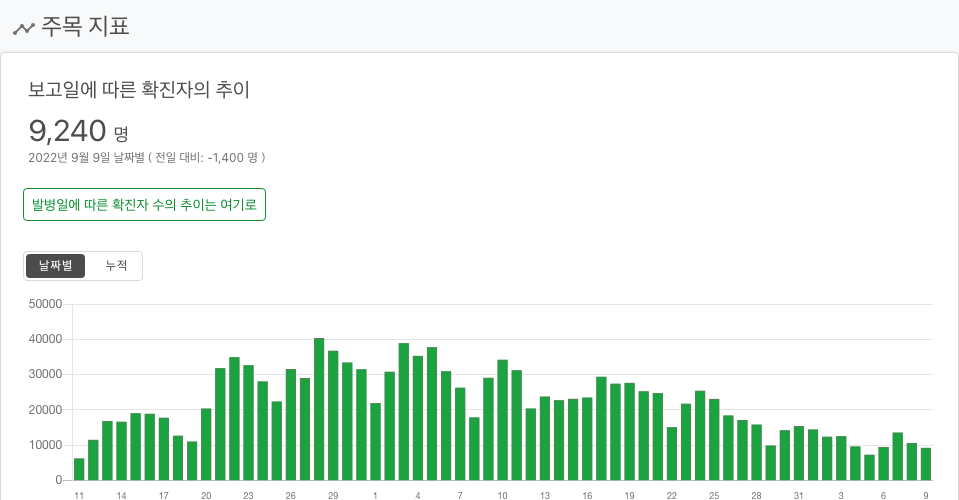 주목 지표
보고일에 따른 확진자의 추이
9,240 명
2022년 9월 9일 날짜별 ( 전일 대비: -1,400 명 )
발병일에 따른 확진자 수의 추이는 여기로
날짜별 누적
50000
40000
30000
20000
10000
0
11 14 17 20 23 26 29 1 4 7 10 13 16 19 22 25 28 31 3 6 9